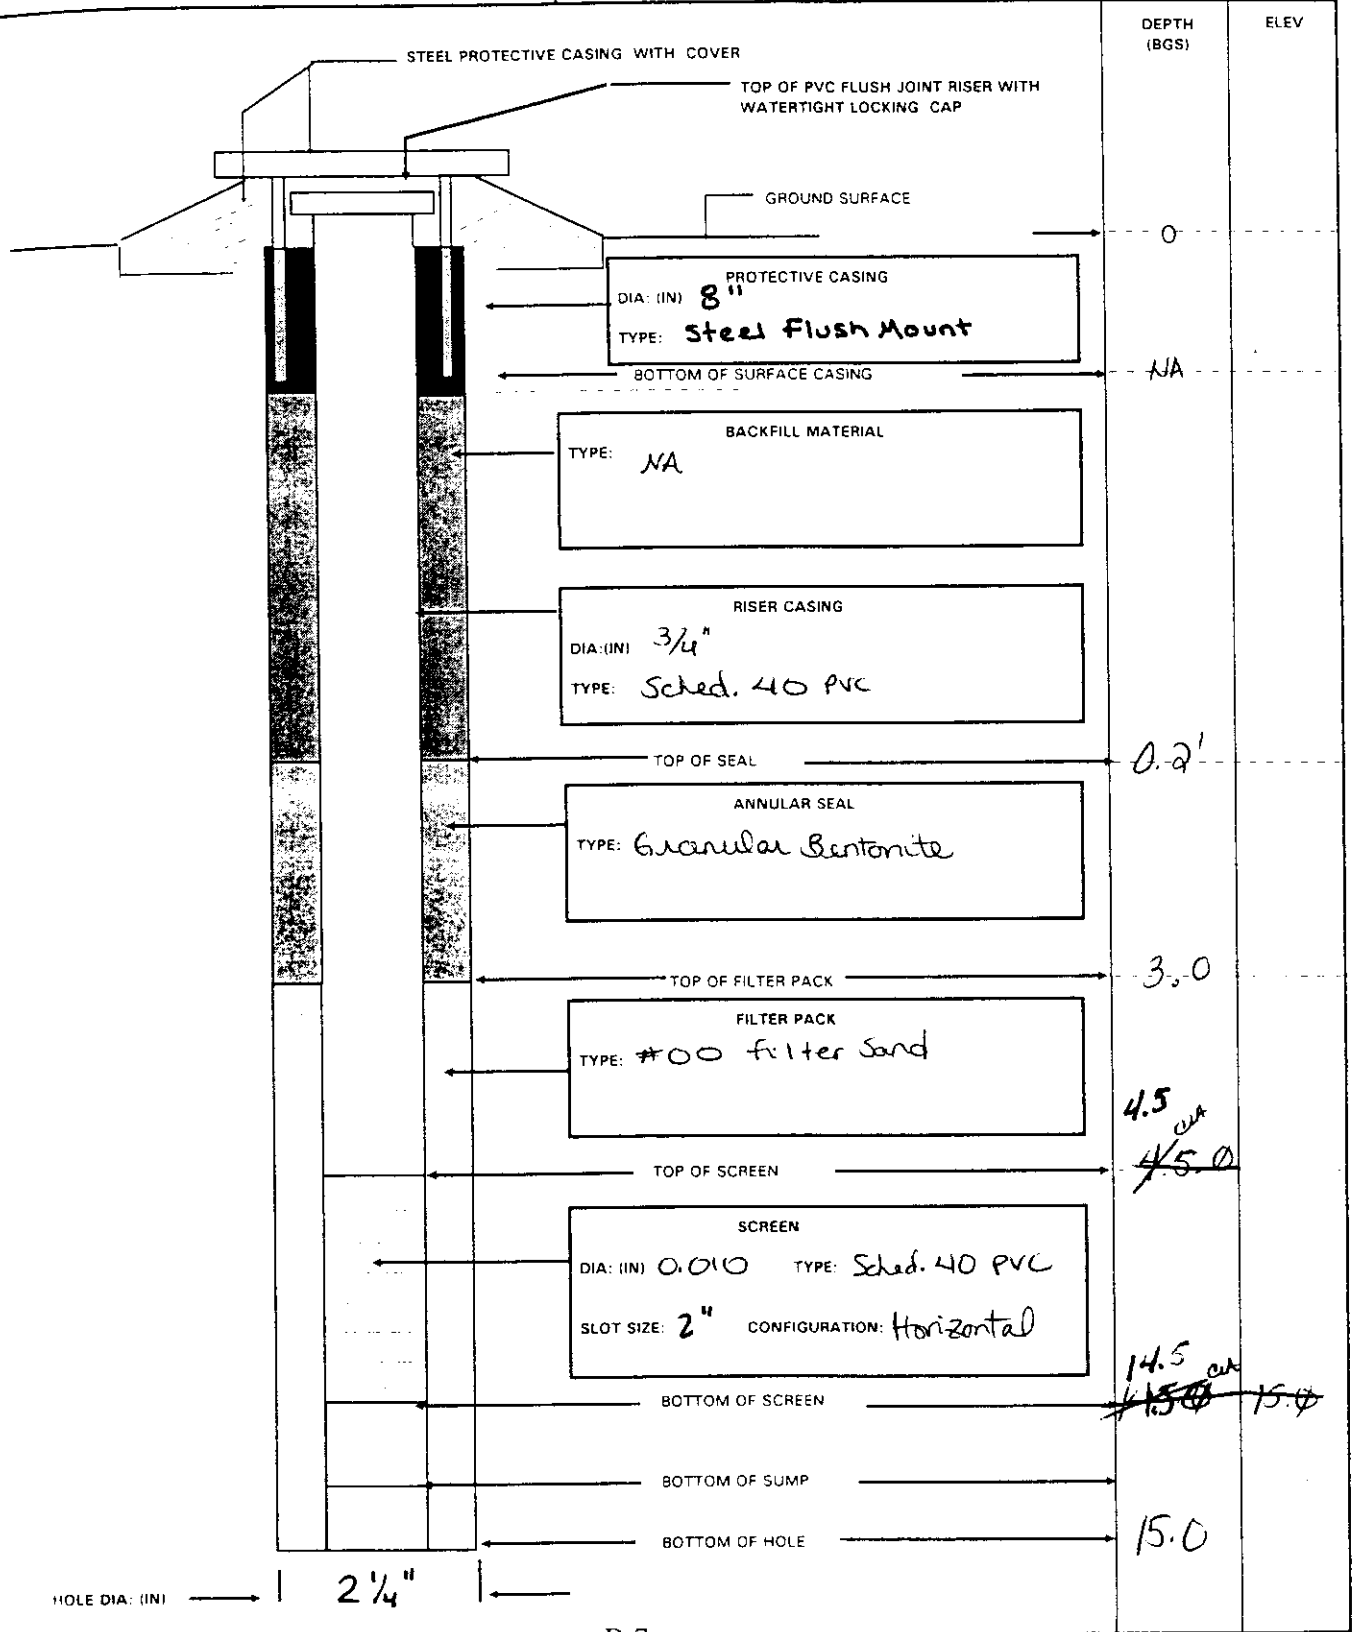 DEPTH
(BGS)
ELEV
STEEL PROTECTIVE CASING WITH COVER
TOP OF PVC FLUSH JOINT RISER WITH
WATERTIGHT LOCKING CAP
GROUND SURFACE
0
PROTECTIVE CASING
DIA: (IN) 8"
TYPE: Steel Flush Mount
BOTTOM OF SURFACE CASING
NA
BACKFILL MATERIAL
TYPE: NA
RISER CASING
DIA:(IN) 3/4"
TYPE: Sched. 40 PVC
TOP OF SEAL
0.2'
ANNULAR SEAL
TYPE: Granular Bentonite
TOP OF FILTER PACK
3.0
FILTER PACK
TYPE: #00 filter Sand
4.5
TOP OF SCREEN
SCREEN
DIA: (IN) 0.010 TYPE: Sched. 40 PVC
SLOT SIZE: 2" CONFIGURATION: Horizontal
14.5
BOTTOM OF SCREEN
15.0
BOTTOM OF SUMP
BOTTOM OF HOLE
15.0
HOLE DIA: (IN)
2 1/4"